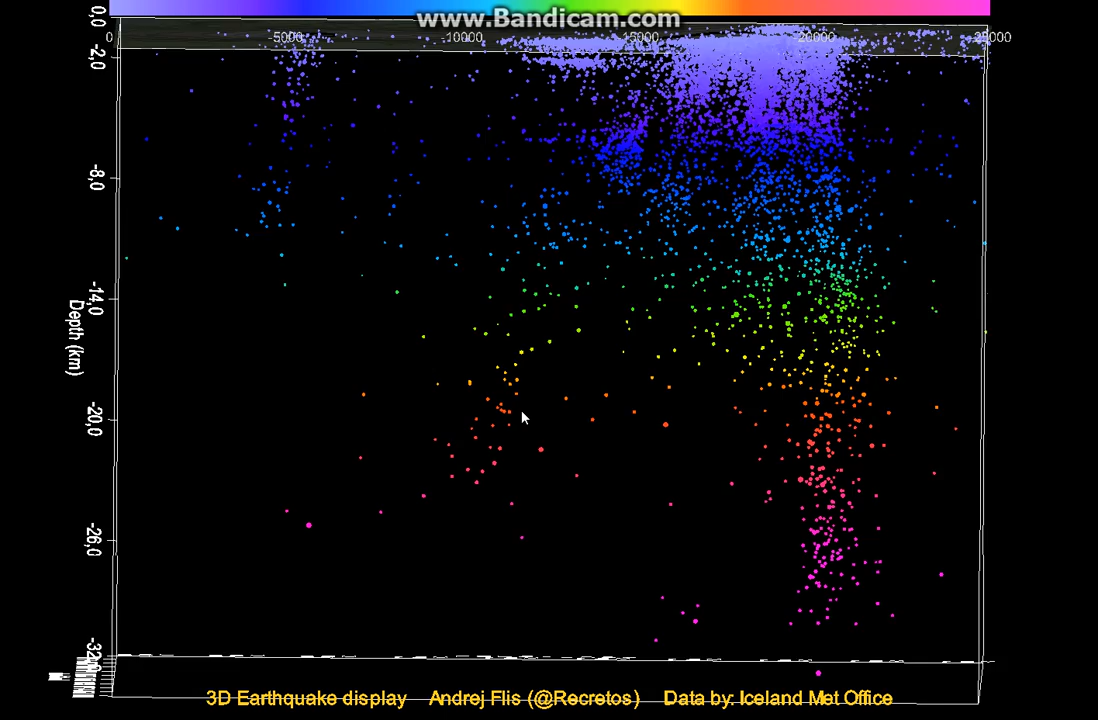 www.Bandicam.com
0,0
0 5000 10000 15000 20000 25000
-2,0
-8,0
-14,0
Depth (km)
-20,0
-26,0
3D Earthquake display Andrej Flis (@Recretos) Data by: Iceland Met Office